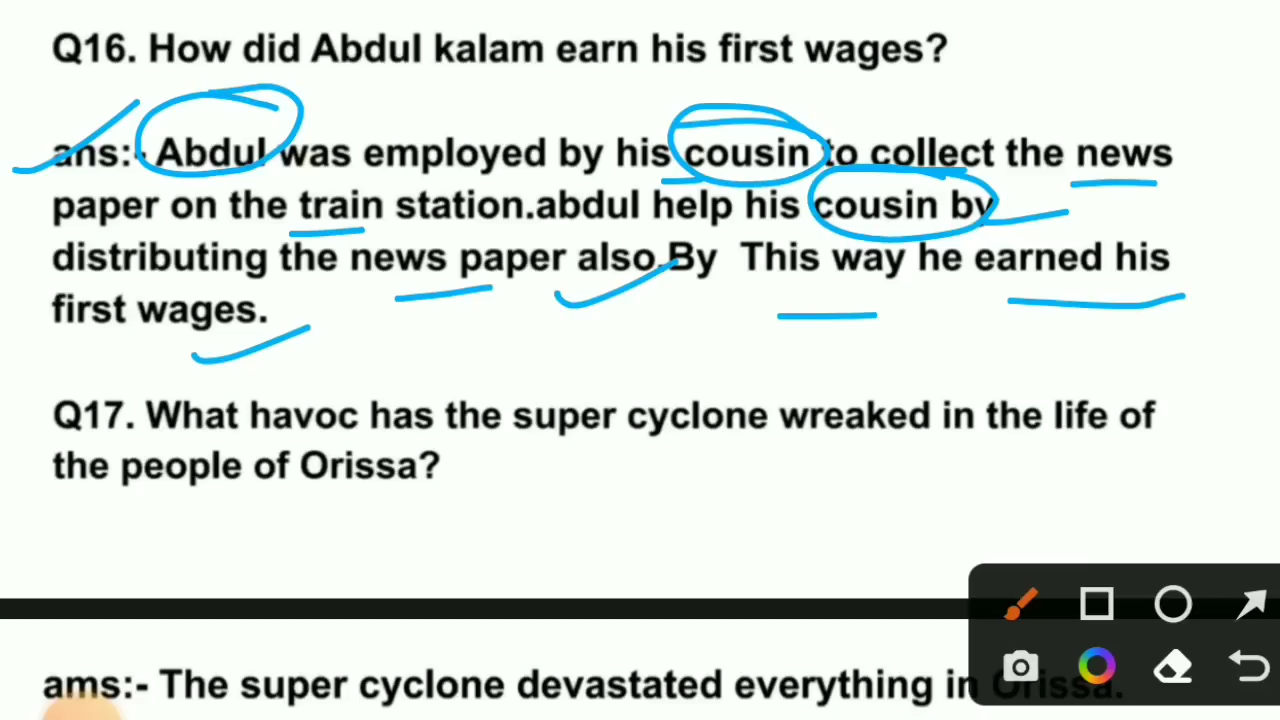 Q16. How did Abdul kalam earn his first wages?
ans:- Abdul was employed by his cousin to collect the news
paper on the train station.abdul help his cousin by
distributing the news paper also.By This way he earned his
first wages.
Q17. What havoc has the super cyclone wreaked in the life of
the people of Orissa?
ams:- The super cyclone devastated everything in Orissa.